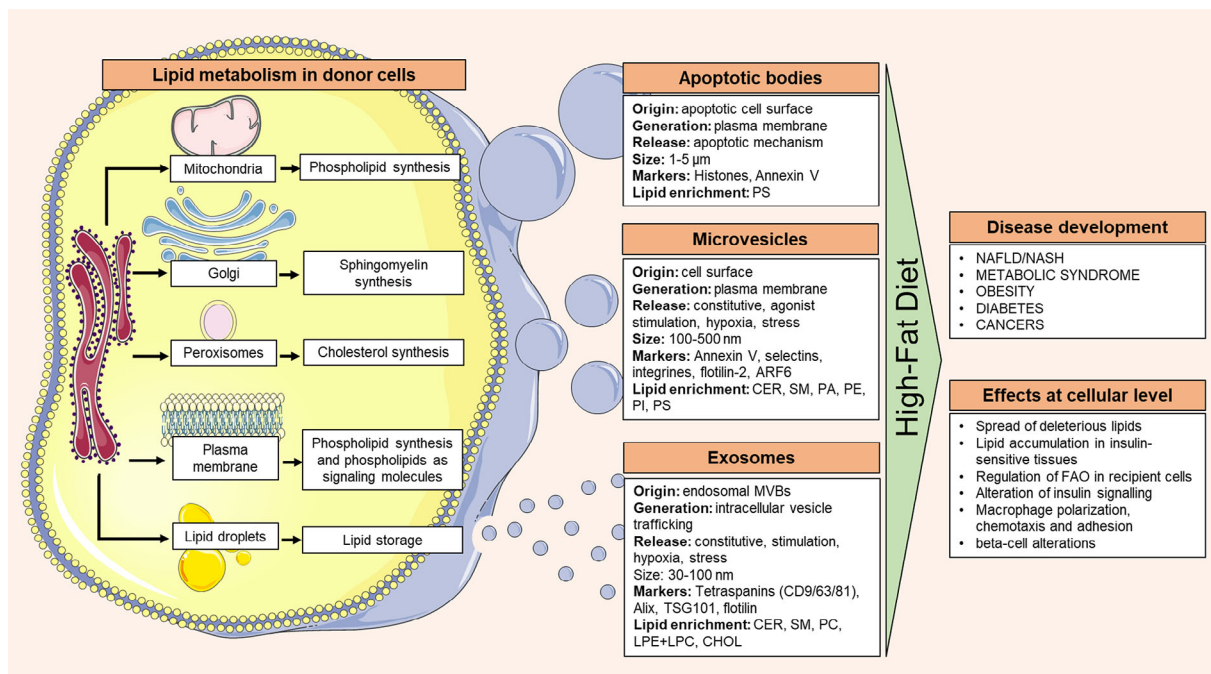 Lipid metabolism in donor cells
Mitochondria
Phospholipid synthesis
Golgi
Sphingomyelin
synthesis
Peroxisomes
Cholesterol synthesis
Plasma
membrane
Phospholipid synthesis
and phospholipids as
signaling molecules
Lipid droplets
Lipid storage
Apoptotic bodies
Origin: apoptotic cell surface
Generation: plasma membrane
Release: apoptotic mechanism
Size: 1-5 µm
Markers: Histones, Annexin V
Lipid enrichment: PS
Microvesicles
Origin: cell surface
Generation: plasma membrane
Release: constitutive, agonist
stimulation, hypoxia, stress
Size: 100-500 nm
Markers: Annexin V, selectins,
integrines, flotilin-2, ARF6
Lipid enrichment: CER, SM, PA, PE,
PI, PS
Exosomes
Origin: endosomal MVBs
Generation: intracellular vesicle
trafficking
Release: constitutive, stimulation,
hypoxia, stress
Size: 30-100 nm
Markers: Tetraspanins (CD9/63/81),
Alix, TSG101, flotilin
Lipid enrichment: CER, SM, PC,
LPE+LPC, CHOL
High-Fat Diet
Disease development
• NAFLD/NASH
• METABOLIC SYNDROME
• OBESITY
• DIABETES
• CANCERS
Effects at cellular level
• Spread of deleterious lipids
• Lipid accumulation in insulin-
sensitive tissues
• Regulation of FAO in recipient cells
• Alteration of insulin signalling
• Macrophage polarization,
chemotaxis and adhesion
• beta-cell alterations